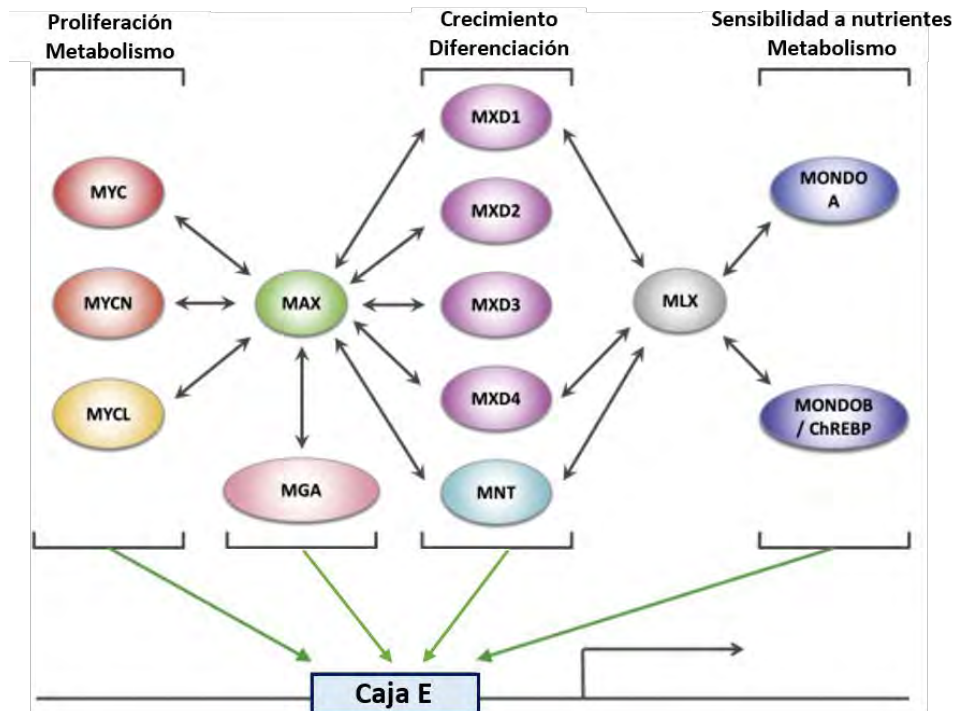 Proliferación
Metabolismo
Crecimiento
Diferenciación
Sensibilidad a nutrientes
Metabolismo
MYC
MYCN
MYCL
MAX
MGA
MXD1
MXD2
MXD3
MXD4
MNT
MLX
MONDO
A
MONDOB
/ ChREBP
Caja E